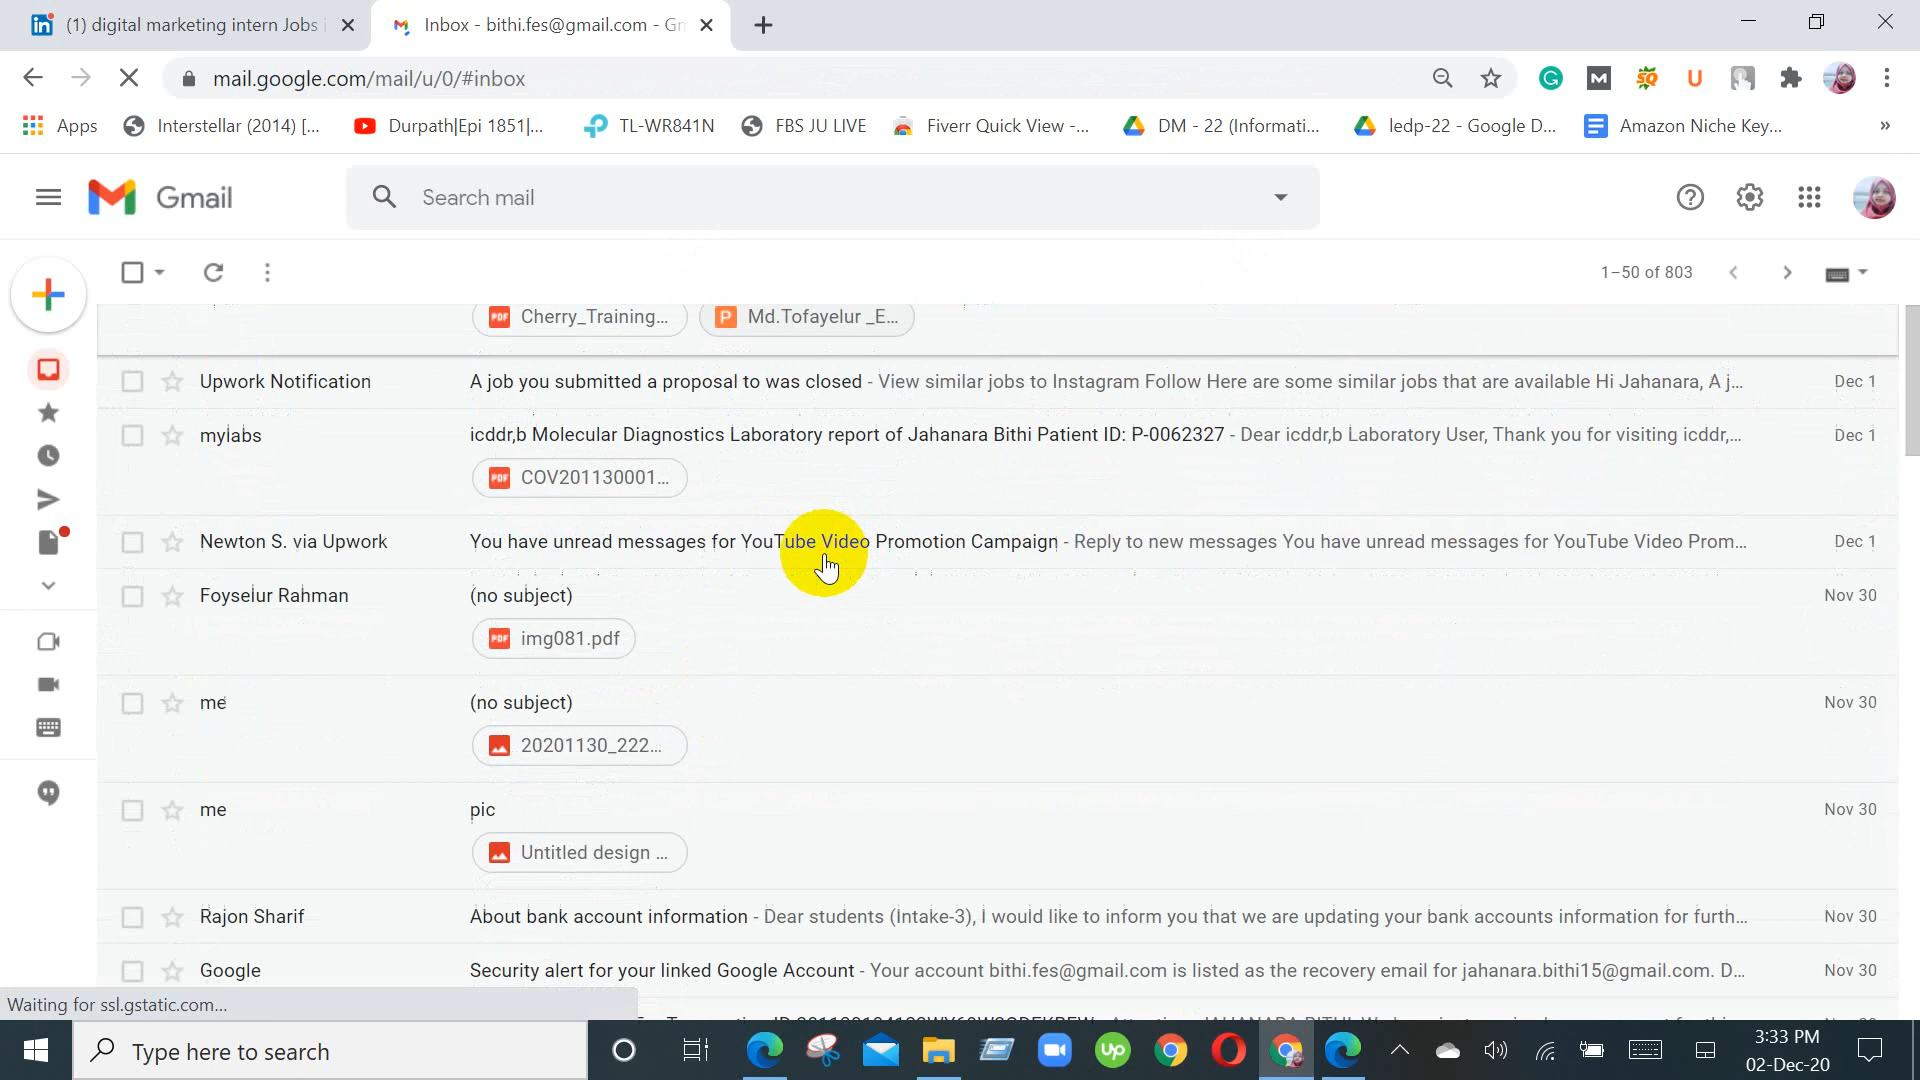 (1) digital marketing intern Jobs i
Inbox - bithi.fes@gmail.com - Gm
mail.google.com/mail/u/0/#inbox
Apps
Interstellar (2014) [...
Durpath|Epi 1851|...
TL-WR841N
FBS JU LIVE
Fiverr Quick View -...
DM - 22 (Informati...
ledp-22 - Google D...
Amazon Niche Key...
»
Gmail
Search mail
1–50 of 803
PDF Cherry_Training...
P Md.Tofayelur _E...
Upwork Notification
A job you submitted a proposal to was closed - View similar jobs to Instagram Follow Here are some similar jobs that are available Hi Jahanara, A j...
Dec 1
mylabs
icddr,b Molecular Diagnostics Laboratory report of Jahanara Bithi Patient ID: P-0062327 - Dear icddr,b Laboratory User, Thank you for visiting icddr,...
Dec 1
PDF COV201130001...
Newton S. via Upwork
You have unread messages for YouTube Video Promotion Campaign - Reply to new messages You have unread messages for YouTube Video Prom...
Dec 1
Foyselur Rahman
(no subject)
Nov 30
PDF img081.pdf
me
(no subject)
Nov 30
20201130_222...
me
pic
Nov 30
Untitled design ...
Rajon Sharif
About bank account information - Dear students (Intake-3), I would like to inform you that we are updating your bank accounts information for furth...
Nov 30
Google
Security alert for your linked Google Account - Your account bithi.fes@gmail.com is listed as the recovery email for jahanara.bithi15@gmail.com. D...
Nov 30
Waiting for ssl.gstatic.com...
Type here to search
3:33 PM
02-Dec-20